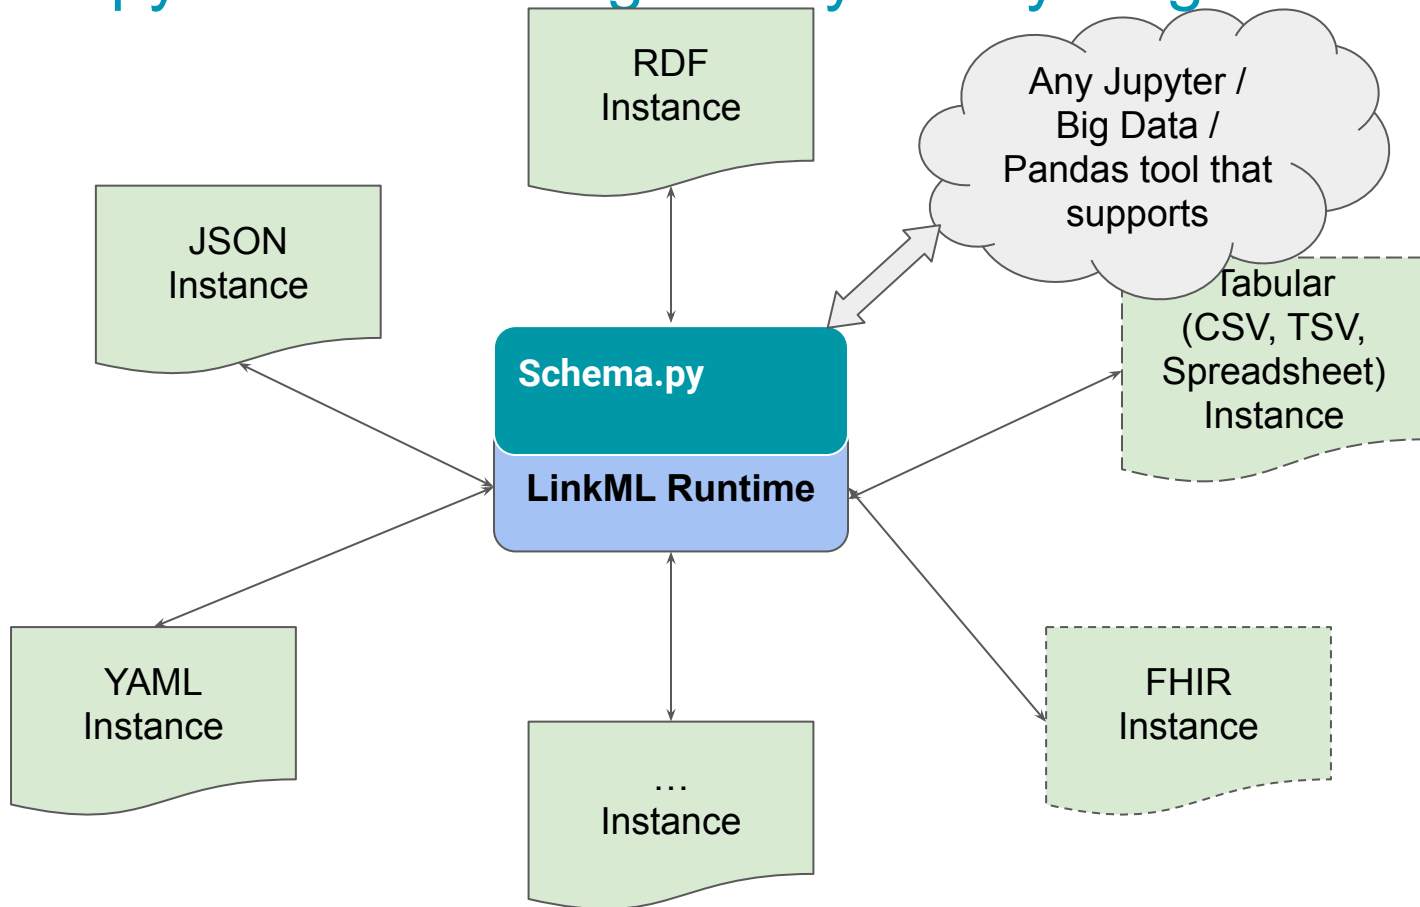 RDF
Instance
Any Jupyter /
Big Data /
Pandas tool that
supports
JSON
Instance
Tabular
(CSV, TSV,
Spreadsheet)
Instance
Schema.py
LinkML Runtime
YAML
Instance
FHIR
Instance
…
Instance